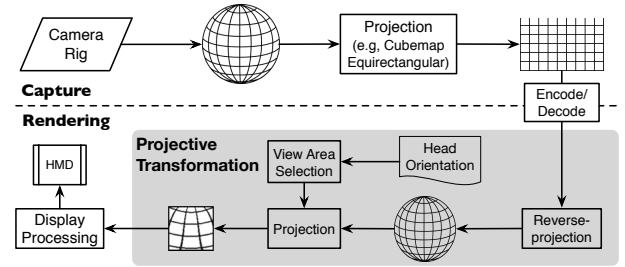 Camera
Rig
Projection
(e.g, Cubemap
Equirectangular)
Capture
Encode/
Decode
Rendering
Projective
Transformation
View Area
Selection
Head
Orientation
HMD
Display
Processing
Projection
Reverse-
projection